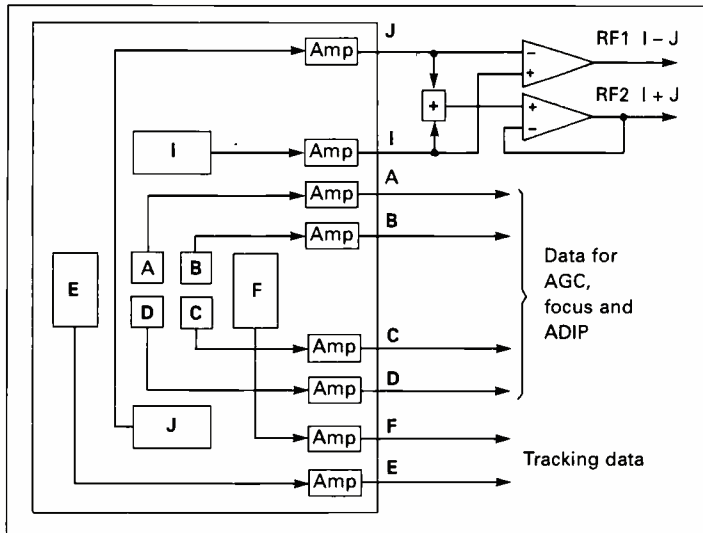 J
Amp
RF1 I – J
–
+
RF2 I + J
+
+
–
I
Amp
I
A
Amp
B
Amp
A
B
E
F
D
C
Data for
AGC,
focus and
ADIP
C
Amp
D
Amp
J
F
Amp
Tracking data
E
Amp